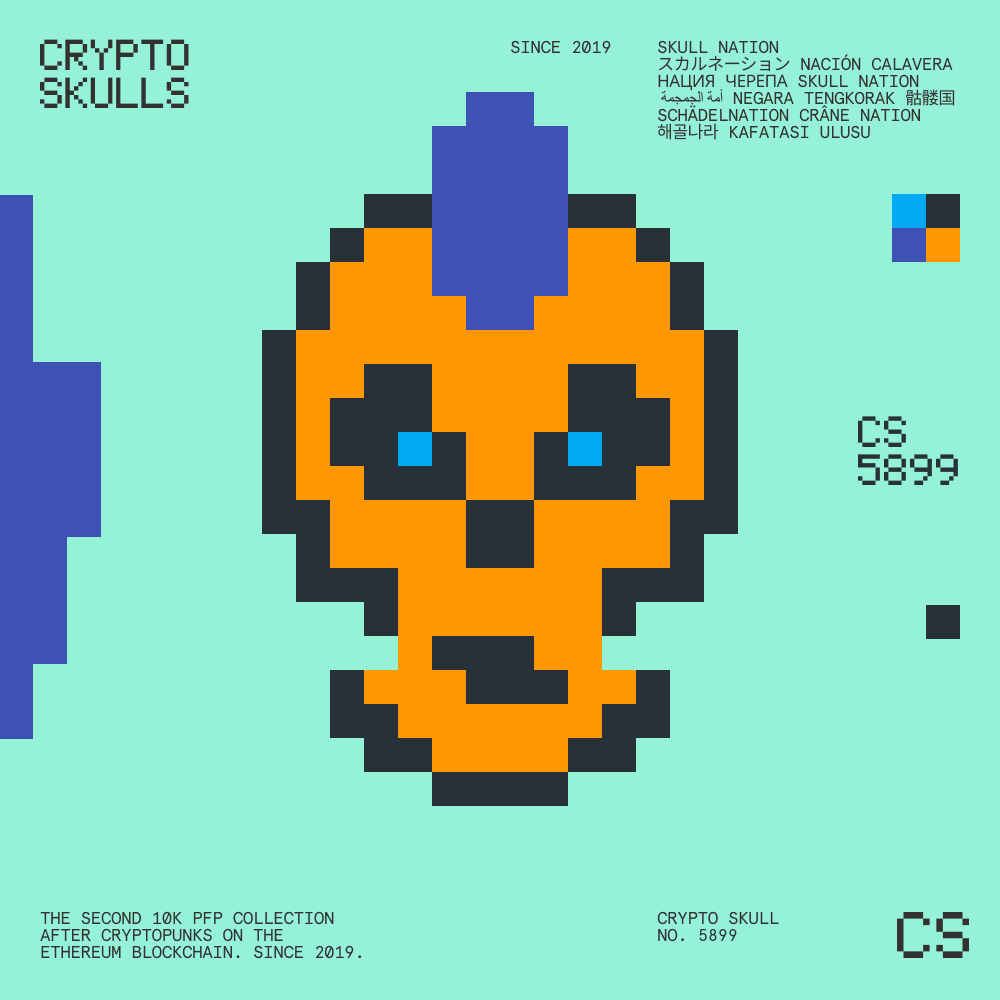 CRYPTO
SKULLS
SINCE 2019
SKULL NATION
スカルネーション NACIÓN CALAVERA
НАЦИЯ ЧЕРЕПА SKULL NATION
أمة الجمجمة NEGARA TENGKORAK 骷髅国
SCHÄDELNATION CRÂNE NATION
해골나라 KAFATASI ULUSU
CS
5899
THE SECOND 10K PFP COLLECTION
AFTER CRYPTOPUNKS ON THE
ETHEREUM BLOCKCHAIN. SINCE 2019.
CRYPTO SKULL
NO. 5899
CS